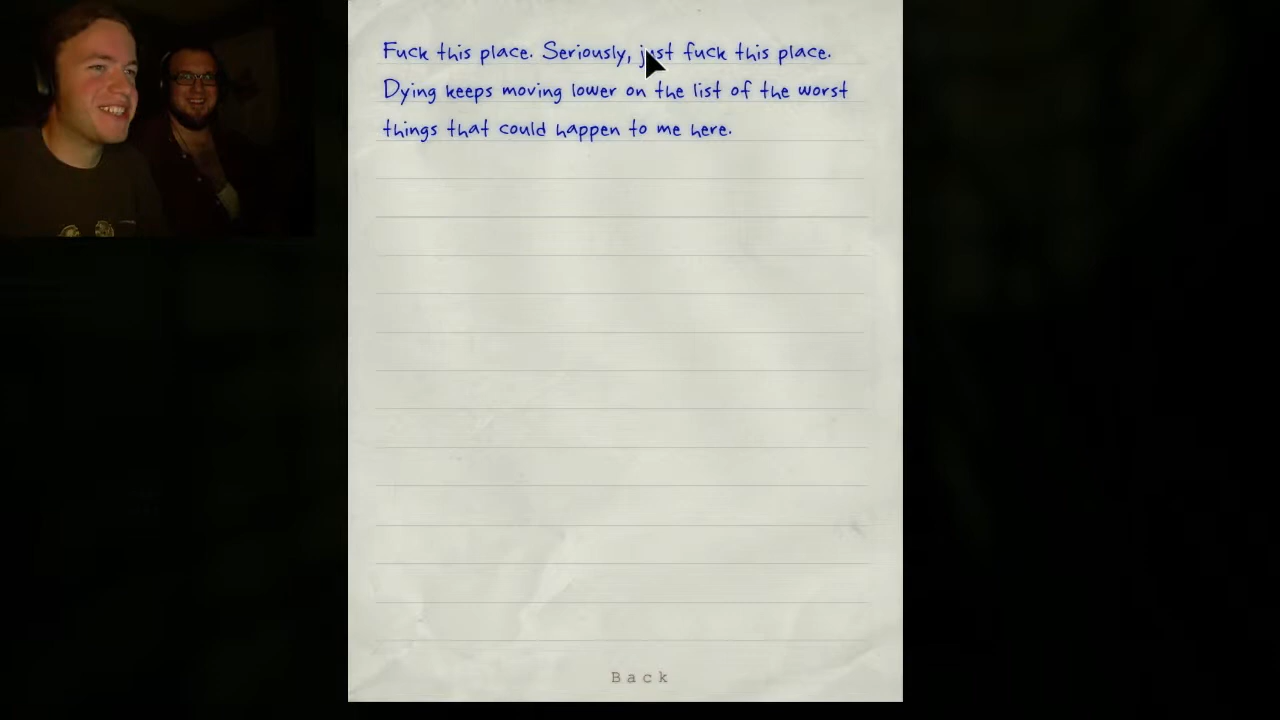 Fuck this place. Seriously, just fuck this place.
Dying keeps moving lower on the list of the worst
things that could happen to me here.
Back